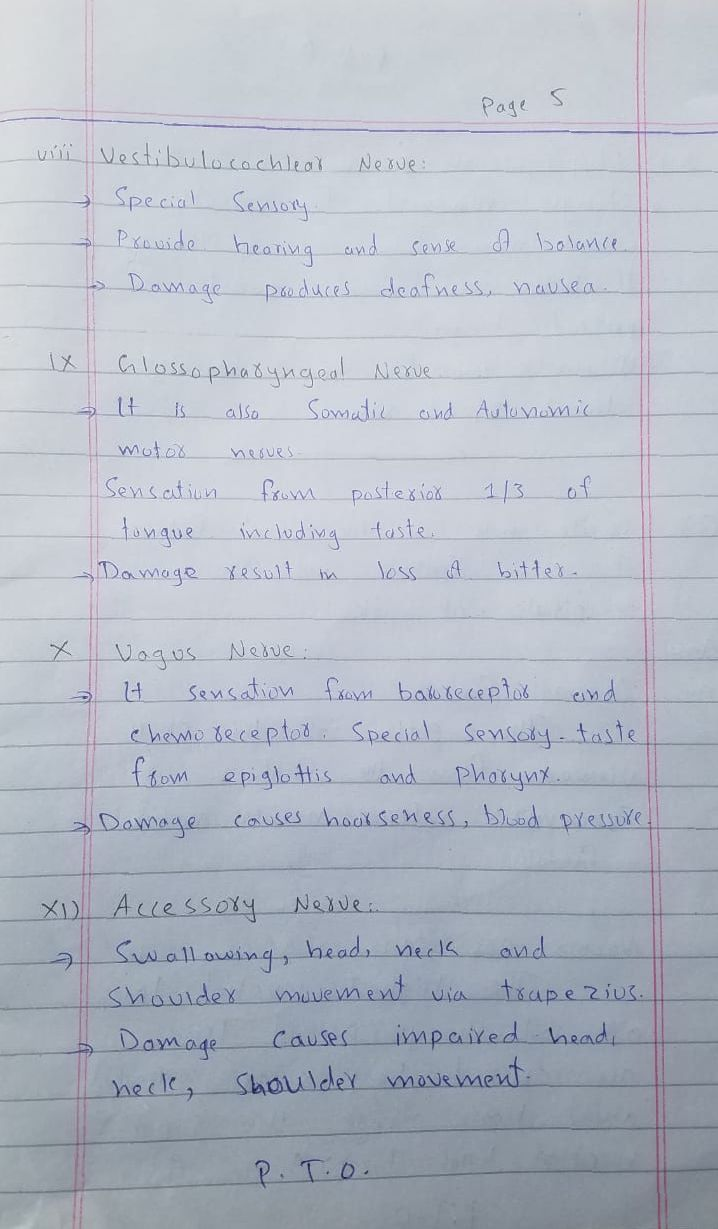 Page 5
viii Vestibulocochlear Nerve:
→ Special Sensory
→ Provide hearing and sense of balance
→ Damage produces deafness, nausea.
IX Glossopharyngeal Nerve
→ It is also Somatic and Autonomic
motor nerves.
Sensation from posterior 1/3 of
tongue including taste.
→ Damage result in loss of bitter.
X Vagus Nerve:
→ It sensation from baroreceptor and
chemoreceptor. Special Sensory - taste
from epiglottis and Pharynx.
→ Damage causes hoarseness, blood pressure.
XI) Accessory Nerve:
→ Swallowing, head, neck and
Shoulder movement via trapezius.
→ Damage causes impaired head,
neck, Shoulder movement.
P.T.O.